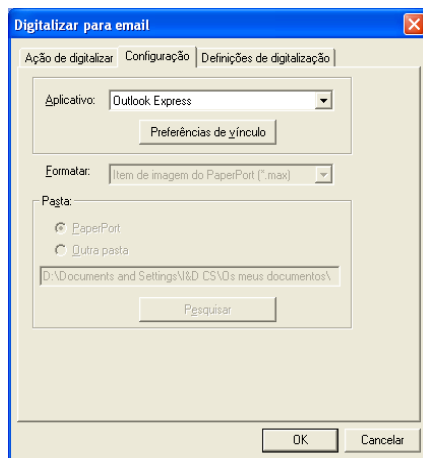 Digitalizar para email
Ação de digitalizar Configuração Definições de digitalização
Aplicativo: Outlook Express
Preferências de vínculo
Formatar: Item de imagem do PaperPort (*.max)
Pasta:
PaperPort
Outra pasta
D:\Documents and Settings\I&D CS\Os meus documentos\
Pesquisar
OK Cancelar